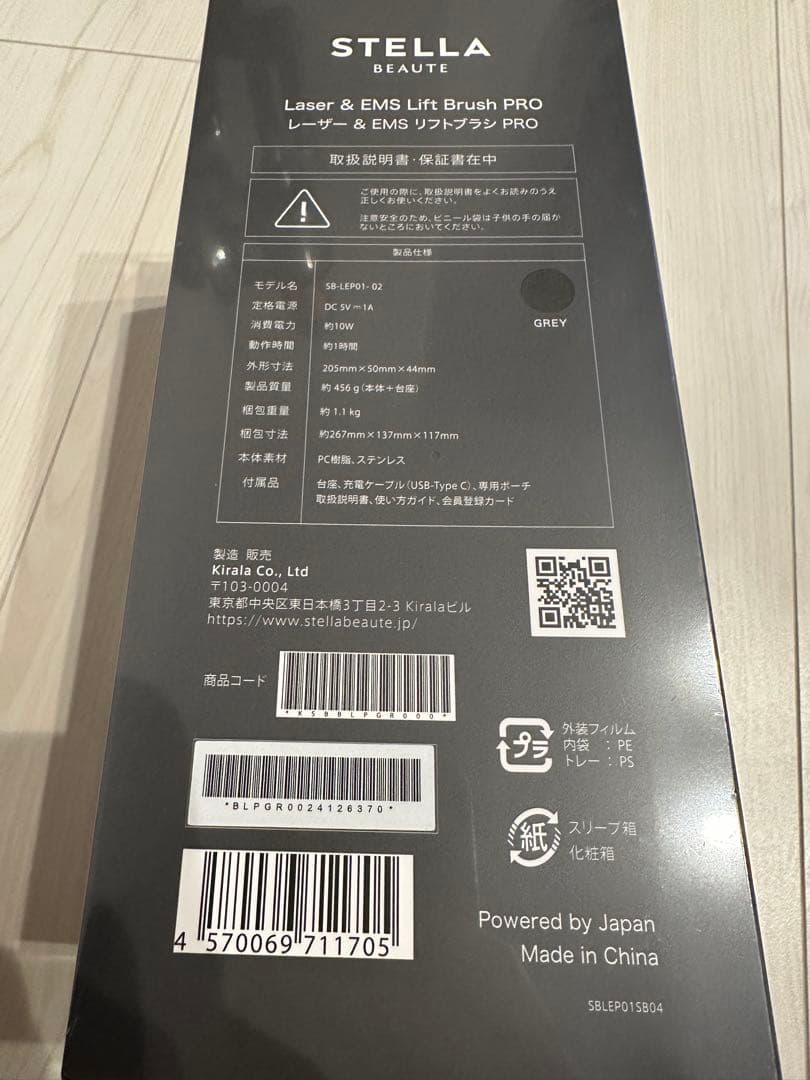 STELLA
BEAUTE
Laser & EMS Lift Brush PRO
レーザー & EMS リフトブラシ PRO
取扱説明書・保証書在中
ご使用の際に、取扱説明書をよくお読みのうえ
正しくお使いください。
注意安全のため、ビニール袋は子供の手の届か
ないところにおいてください。
製品仕様
モデル名 SB-LEP01- 02
定格電源 DC 5V⎓1A
消費電力 約10W
動作時間 約1時間
外形寸法 205mm×50mm×44mm
製品質量 約 456 g (本体+台座)
梱包重量 約 1.1 kg
梱包寸法 約267mm×137mm×117mm
本体素材 PC樹脂、ステンレス
付属品 台座、充電ケーブル(USB-Type C)、専用ポーチ
取扱説明書、使い方ガイド、会員登録カード
GREY
製造 販売
Kirala Co., Ltd
〒103-0004
東京都中央区東日本橋3丁目2-3 Kiralaビル
https://www.stellabeaute.jp/
商品コード
*KSBBLPGR000*
*BLPGR0024126370*
4 570069 711705
プラ
外装フィルム
内袋 : PE
トレー : PS
紙
スリーブ箱
化粧箱
Powered by Japan
Made in China
SBLEP01SB04